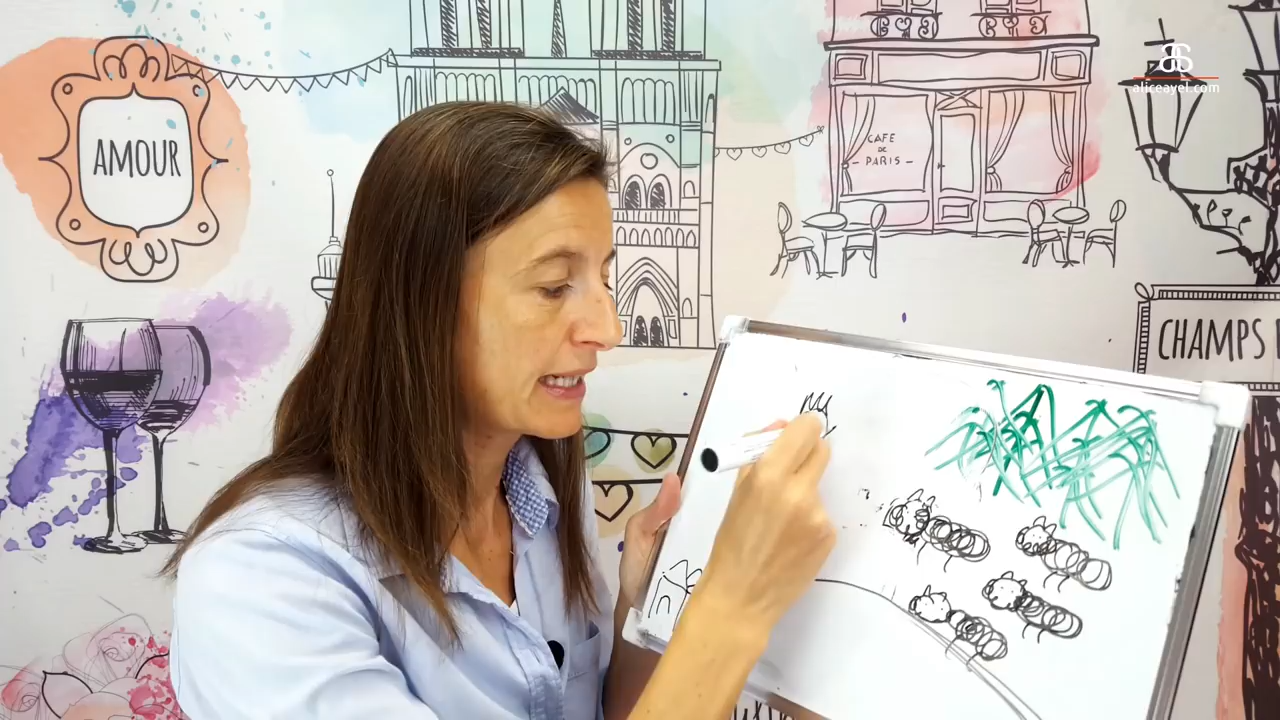 aliceayel.com
AMOUR
CAFE
DE
- PARIS -
CHAMPS